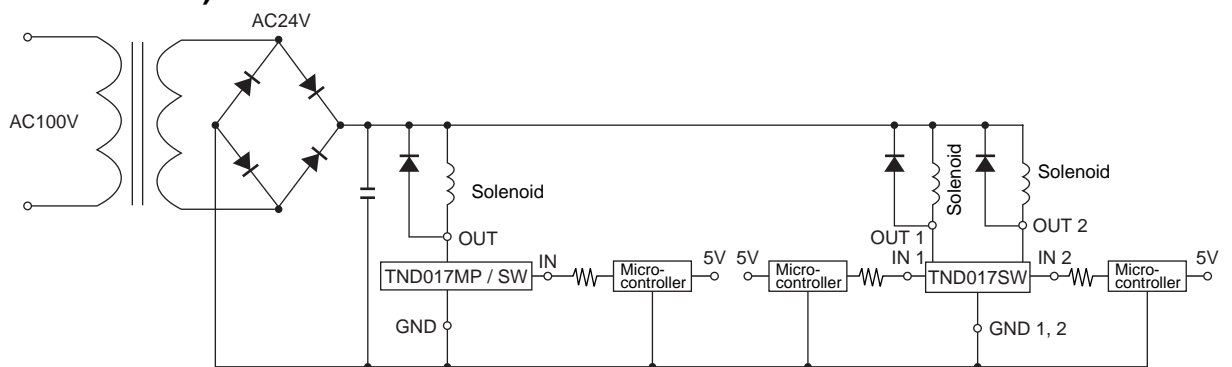 AC24V
AC100V
Solenoid
OUT
TND017MP / SW
IN
Micro-
controller
5V
GND
5V
Micro-
controller
IN 1
OUT 1
Solenoid
TND017SW
Solenoid
OUT 2
IN 2
Micro-
controller
5V
GND 1, 2